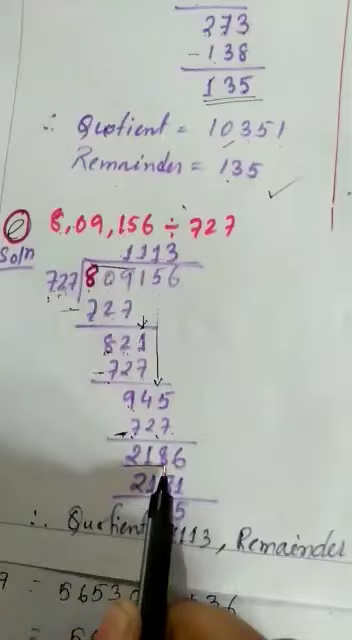 273
-138
135
∴ Quotient = 10351
Remainder = 135
e 8,09,156 ÷ 727
Soln
1113
727 809156
-727
821
-727
945
-727
2186
∴ 1113, Remainder